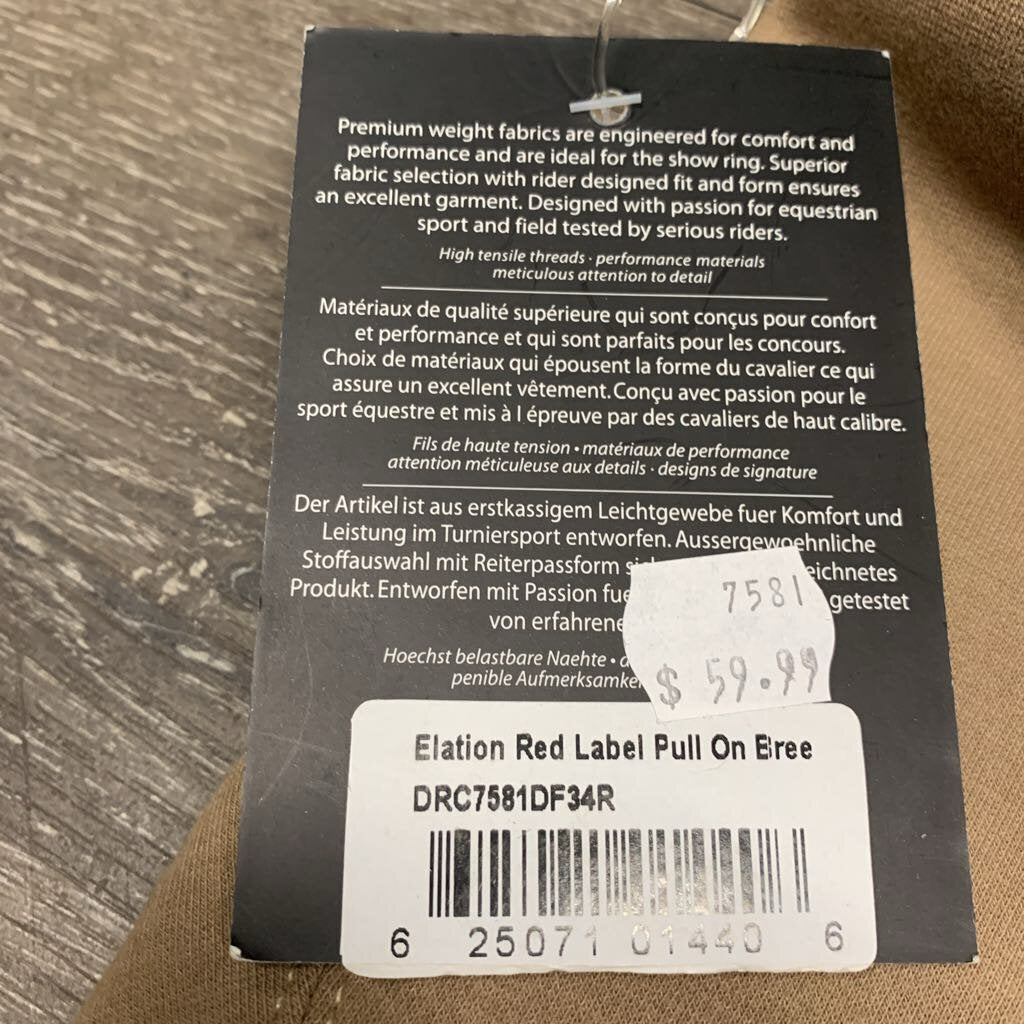 Premium weight fabrics are engineered for comfort and
performance and are ideal for the show ring. Superior
fabric selection with rider designed fit and form ensures
an excellent garment. Designed with passion for equestrian
sport and field tested by serious riders.
High tensile threads · performance materials
meticulous attention to detail
Matériaux de qualité supérieure qui sont conçus pour confort
et performance et qui sont parfaits pour les concours.
Choix de matériaux qui épousent la forme du cavalier ce qui
assure un excellent vêtement. Conçu avec passion pour le
sport équestre et mis à l épreuve par des cavaliers de haut calibre.
Fils de haute tension • matériaux de performance
attention méticuleuse aux details · designs de signature
Der Artikel ist aus erstkassigem Leichtgewebe fuer Komfort und
Leistung im Turniersport entworfen. Aussergewoehnliche
Stoffauswahl mit Reiterpassform
Produkt. Entworfen mit Passion getestet
von
Hoechst belastbare Naehte •
penible
7581
$ 59.99
Elation Red Label Pull On Bree
DRC7581DF34R
6 25071 01440 6